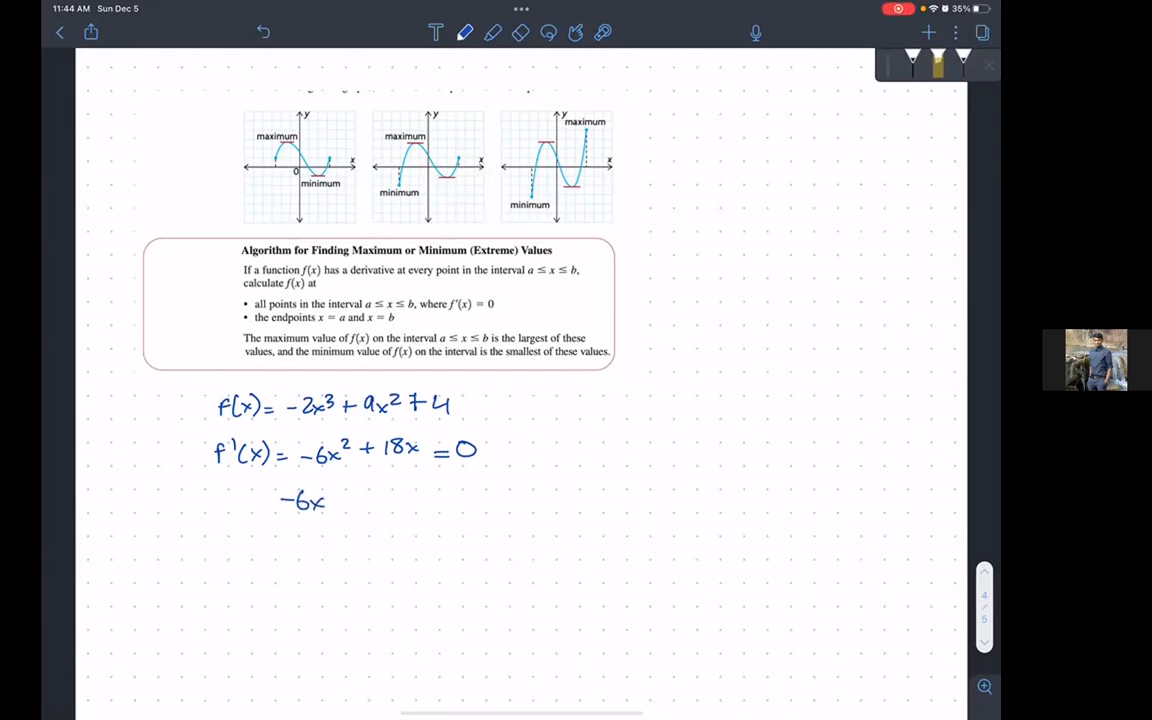 11:44 AM Sun Dec 5
35%
T
y
y
y
maximum
maximum
maximum
x
x
x
0
minimum
minimum
minimum
Algorithm for Finding Maximum or Minimum (Extreme) Values
If a function f(x) has a derivative at every point in the interval a ≤ x ≤ b,
calculate f(x) at
• all points in the interval a ≤ x ≤ b, where f'(x) = 0
• the endpoints x = a and x = b
The maximum value of f(x) on the interval a ≤ x ≤ b is the largest of these
values, and the minimum value of f(x) on the interval is the smallest of these values.
f(x) = -2x³ + 9x² + 4
f'(x) = -6x² + 18x = 0
-6x
4
/
5